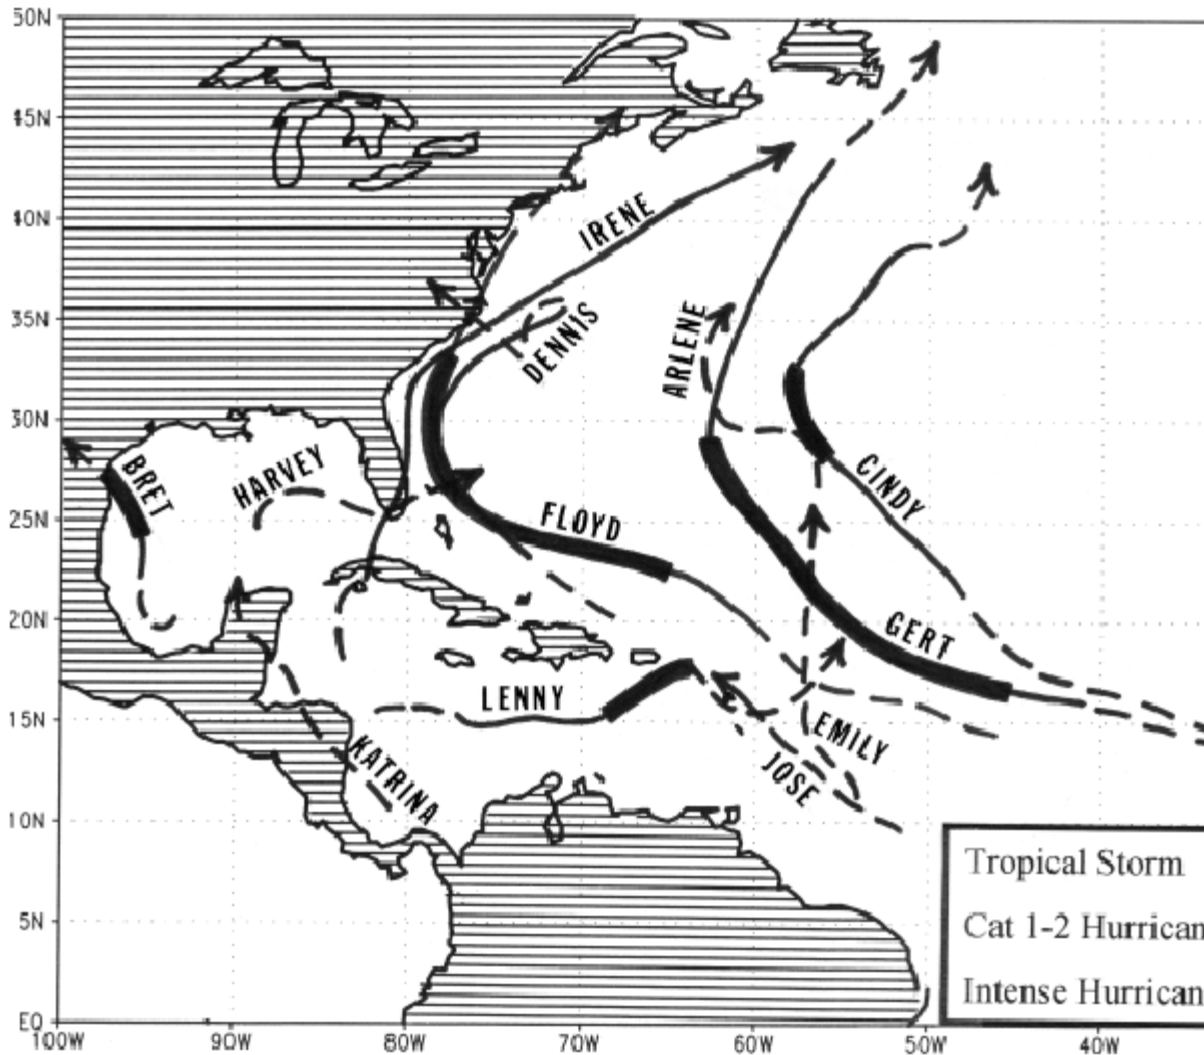 50N
45N
40N
35N
30N
25N
20N
15N
10N
5N
EQ
100W
90W
80W
70W
60W
50W
40W
IRENE
DENNIS
ARLENE
BRET
HARVEY
FLOYD
CINDY
GERT
LENNY
EMILY
JOSE
KATRINA
Tropical Storm
Cat 1-2 Hurrican
Intense Hurrican